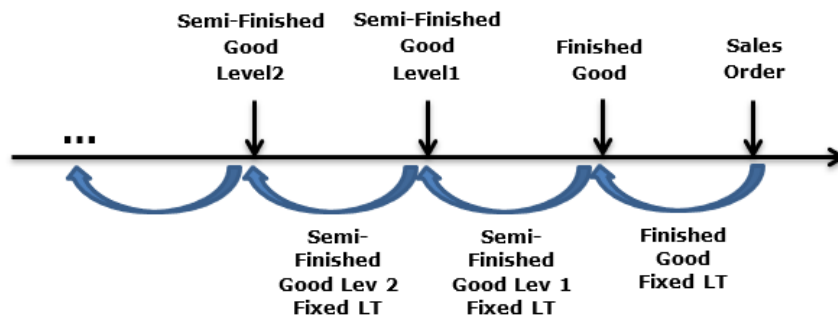 Semi-Finished
Good
Level2
Semi-Finished
Good
Level1
Finished
Good
Sales
Order
...
Semi-
Finished
Good Lev 2
Fixed LT
Semi-
Finished
Good Lev 1
Fixed LT
Finished
Good
Fixed LT